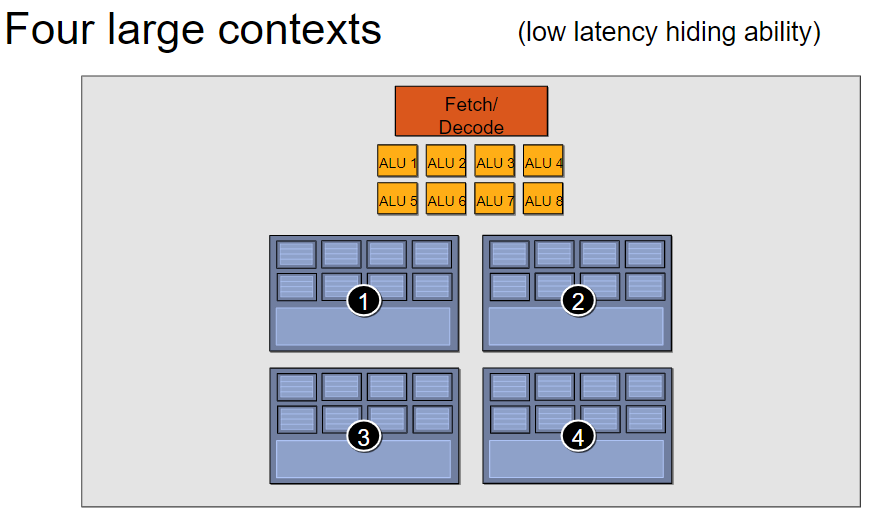 Four large contexts
(low latency hiding ability)
Fetch/
Decode
ALU 1 ALU 2 ALU 3 ALU 4
ALU 5 ALU 6 ALU 7 ALU 8
1 2
3 4